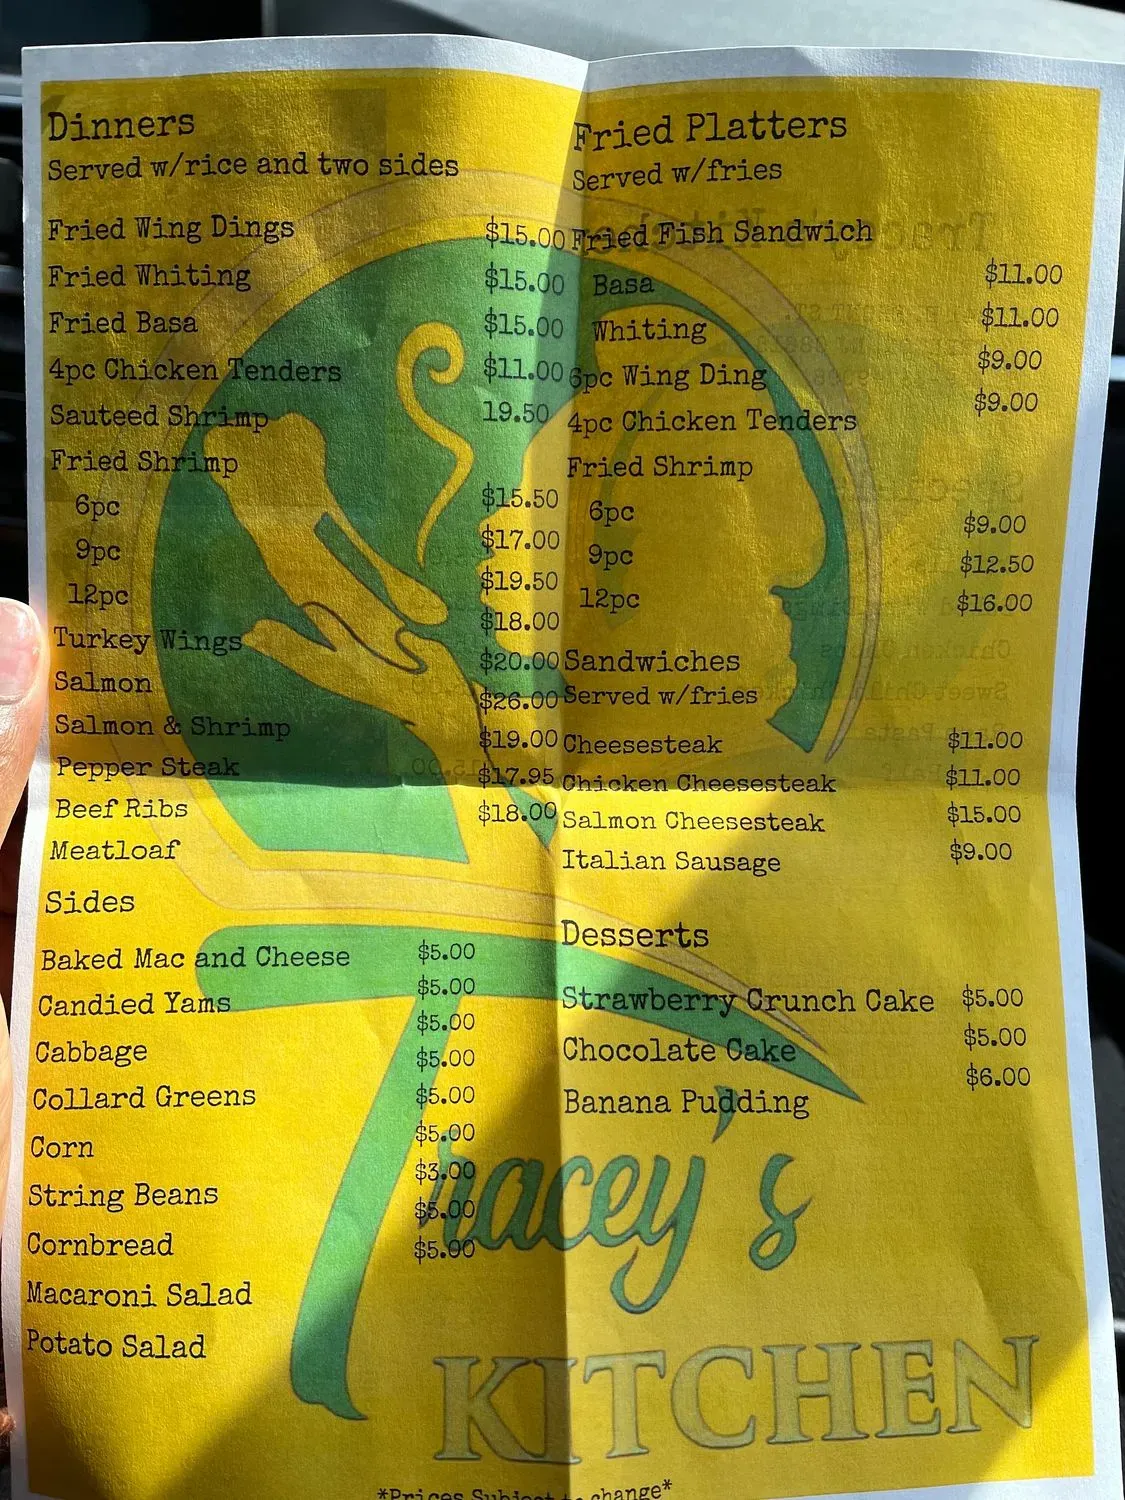 Dinners
Served w/rice and two sides
Fried Wing Dings $15.00
Fried Whiting $15.00
Fried Basa $15.00
4pc Chicken Tenders $11.00
Sauteed Shrimp 19.50
Fried Shrimp
6pc $15.50
9pc $17.00
12pc $19.50
Turkey Wings $18.00
Salmon $20.00
Salmon & Shrimp $26.00
Pepper Steak $19.00
Beef Ribs $17.95
Meatloaf $18.00
Sides
Baked Mac and Cheese $5.00
Candied Yams $5.00
Cabbage $5.00
Collard Greens $5.00
Corn $5.00
String Beans $5.00
Cornbread $3.00
Macaroni Salad $5.00
Potato Salad $5.00
Fried Platters
Served w/fries
Fried Fish Sandwich
Basa $11.00
Whiting $11.00
6pc Wing Ding $9.00
4pc Chicken Tenders $9.00
Fried Shrimp
6pc $9.00
9pc $12.50
12pc $16.00
Sandwiches
Served w/fries
Cheesesteak $11.00
Chicken Cheesesteak $11.00
Salmon Cheesesteak $15.00
Italian Sausage $9.00
Desserts
Strawberry Crunch Cake $5.00
Chocolate Cake $5.00
Banana Pudding $6.00
Tracey's
KITCHEN
*Prices Subject to change*